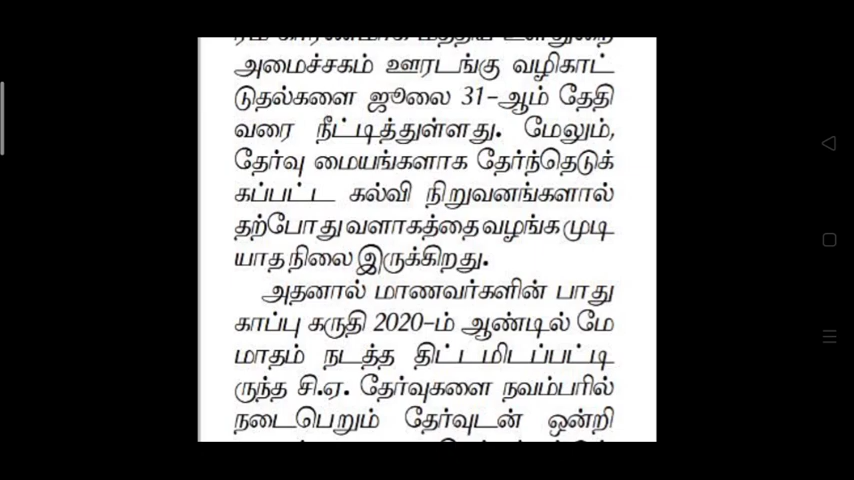 அமைச்சகம் ஊரடங்கு வழிகாட்
டுதல்களை ஜூலை 31-ஆம் தேதி
வரை நீட்டித்துள்ளது. மேலும்,
தேர்வு மையங்களாக தேர்ந்தெடுக்
கப்பட்ட கல்வி நிறுவனங்களால்
தற்போது வளாகத்தை வழங்க முடி
யாத நிலை இருக்கிறது.
அதனால் மாணவர்களின் பாது
காப்பு கருதி 2020-ம் ஆண்டில் மே
மாதம் நடத்த திட்டமிடப்பட்டி
ருந்த சி.ஏ. தேர்வுகளை நவம்பரில்
நடைபெறும் தேர்வுடன் ஒன்றி